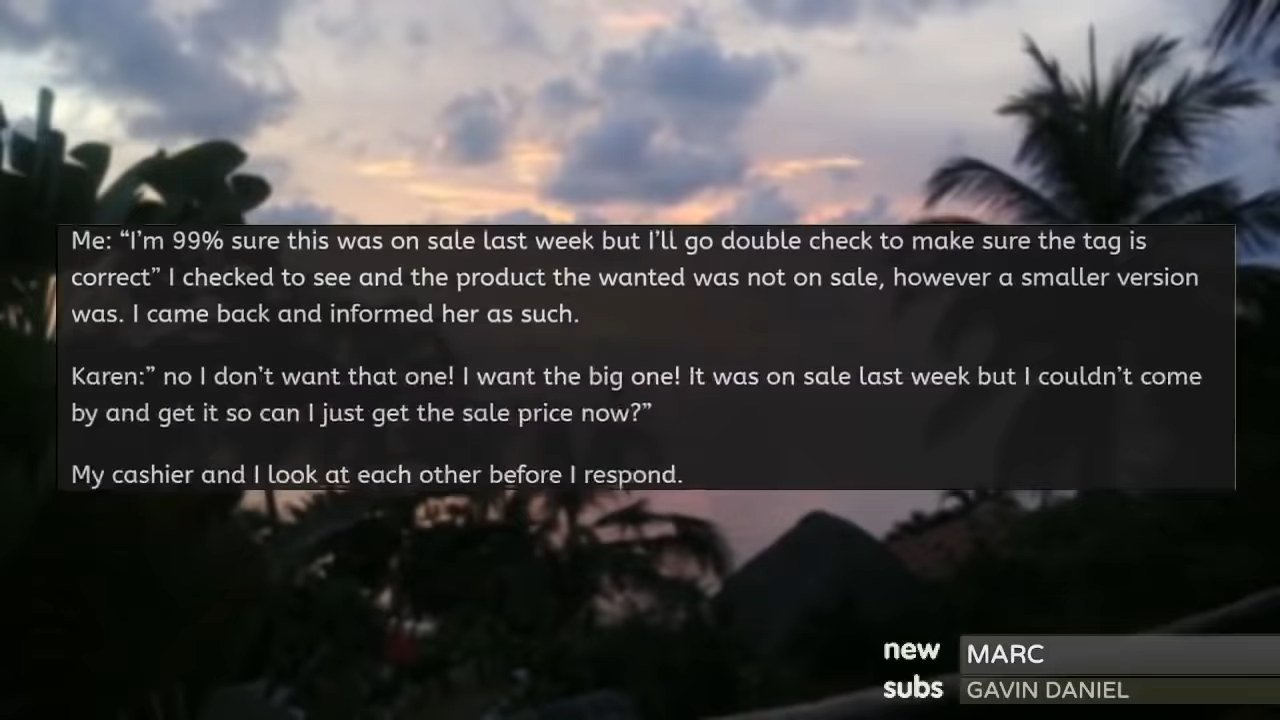 Me: “I’m 99% sure this was on sale last week but I’ll go double check to make sure the tag is
correct” I checked to see and the product the wanted was not on sale, however a smaller version
was. I came back and informed her as such.
Karen:” no I don’t want that one! I want the big one! It was on sale last week but I couldn’t come
by and get it so can I just get the sale price now?”
My cashier and I look at each other before I respond.
new MARC
subs GAVIN DANIEL